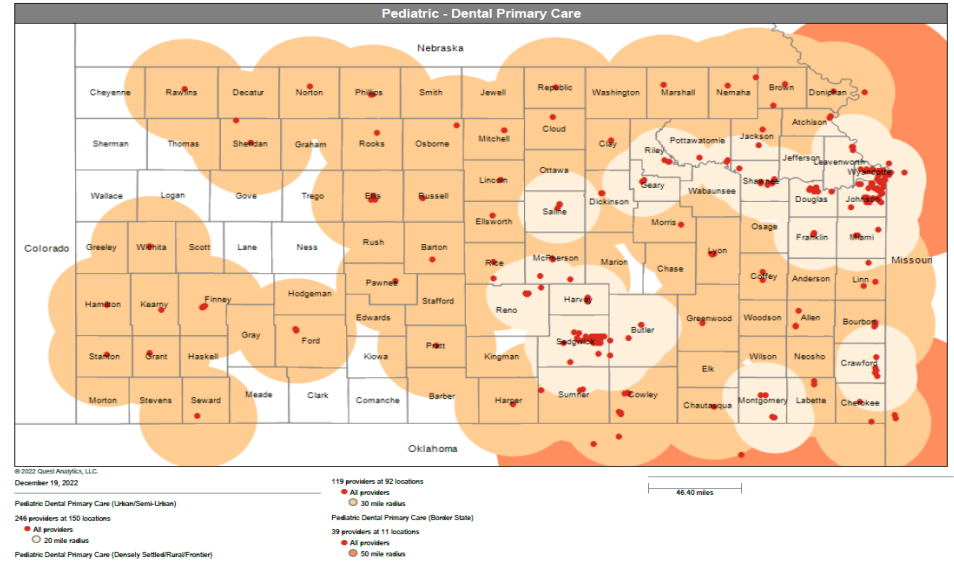 Pediatric - Dental Primary Care
Nebraska
Cheyenne Rawlins Decatur Norton Phillips Smith Jewell Republic Washington Marshall Nemaha Brown Doniphan
Atchison
Sherman Thomas Sheridan Graham Rooks Osborne Mitchell Cloud Clay Riley Pottawatomie Jackson Jefferson Leavenworth
Wyandotte
Wallace Logan Gove Trego Ellis Russell Lincoln Ottawa Dickinson Geary Wabaunsee Shawnee Douglas Johnson
Saline
Ellsworth Morris Osage Franklin Miami
Colorado Greeley Wichita Scott Lane Ness Rush Barton Rice McPherson Marion Chase Lyon Coffey Anderson Linn Missouri
Hamilton Kearny Finney Hodgeman Pawnee Stafford Reno Harvey Butler Greenwood Woodson Allen Bourbon
Gray Ford Edwards
Stanton Grant Haskell Kiowa Pratt Kingman Sedgwick Elk Wilson Neosho Crawford
Morton Stevens Seward Meade Clark Comanche Barber Harper Sumner Cowley Chautauqua Montgomery Labette Cherokee
Oklahoma
© 2022 Quest Analytics, LLC.
December 19, 2022
Pediatric Dental Primary Care (Urban/Semi-Urban)
246 providers at 150 locations
All providers
20 mile radius
Pediatric Dental Primary Care (Densely Settled/Rural/Frontier)
119 providers at 92 locations
All providers
30 mile radius
Pediatric Dental Primary Care (Border State)
39 providers at 11 locations
All providers
50 mile radius
46.40 miles